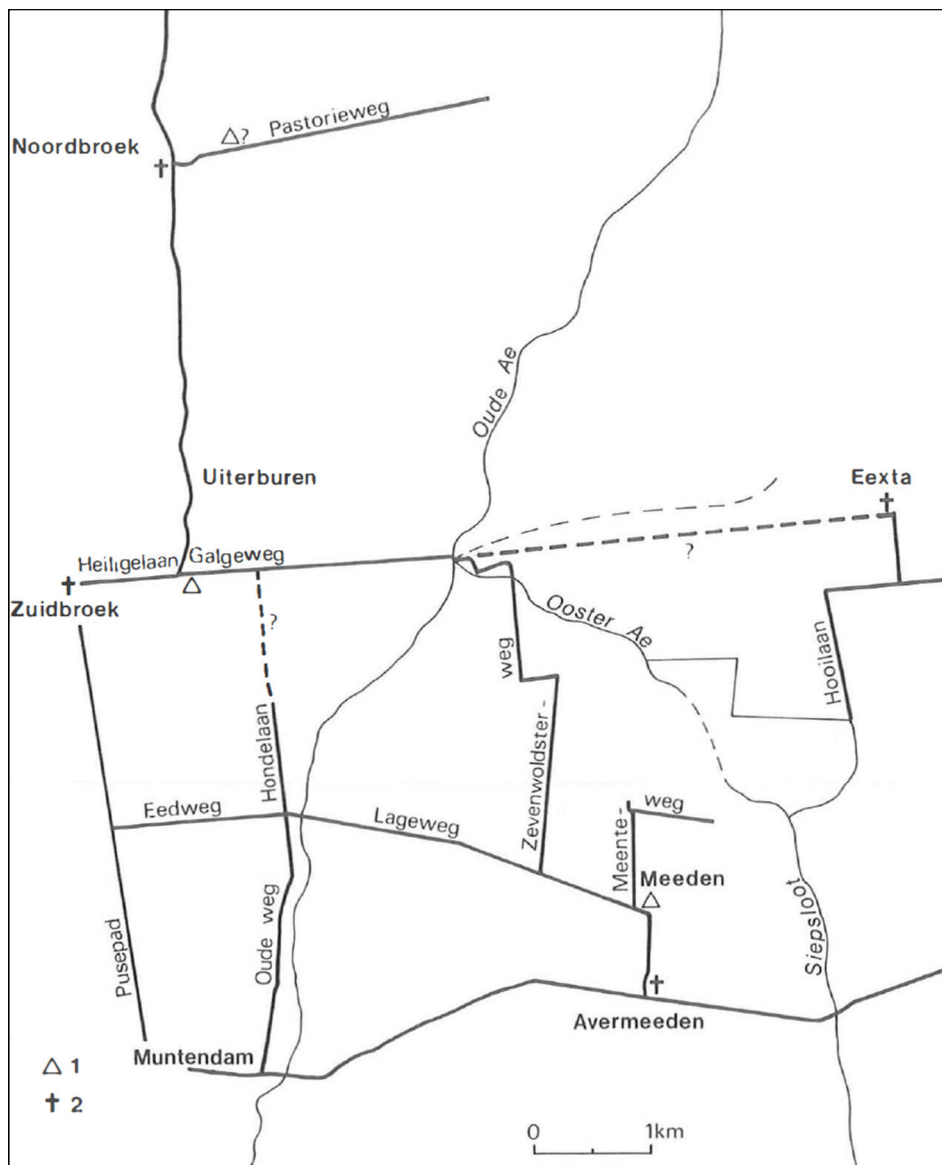 △? Pastorieweg
Noordbroek
Oude Ae
Uiterburen
Eexta
Heiligelaan Galgeweg
?
Zuidbroek
?
Ooster Ae
weg
Hooilaan
Hondelaan
Eedweg
Lageweg
Zevenwoldster-
Meente-
weg
Meeden
Pusepad
Oude weg
Siepsloot
Avermeeden
Muntendam
△ 1
✝ 2
0 1km